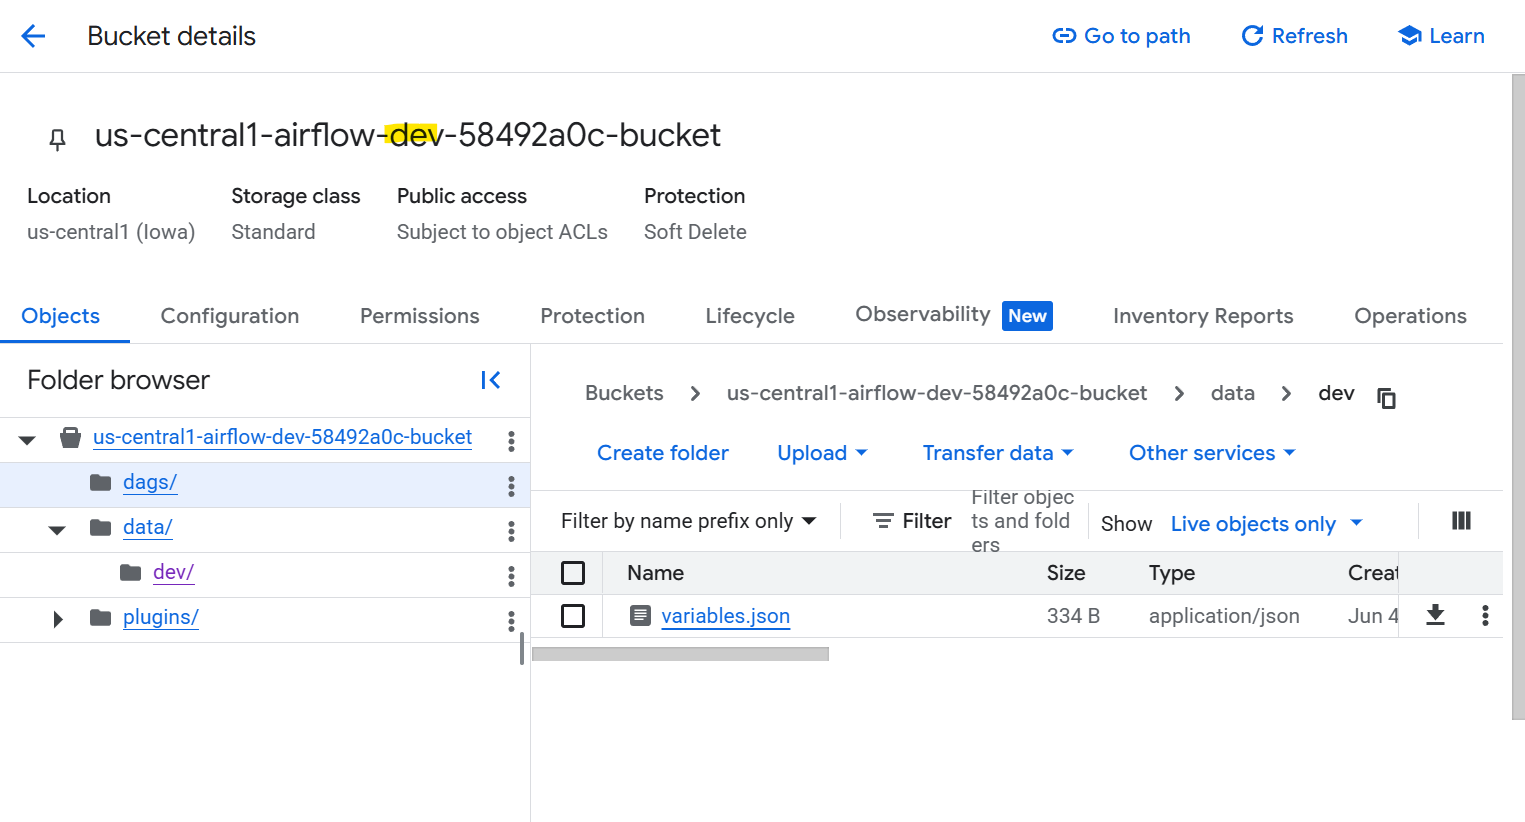 Bucket details
Go to path
Refresh
Learn
us-central1-airflow-dev-58492a0c-bucket
Location
Storage class
Public access
Protection
us-central1 (Iowa)
Standard
Subject to object ACLs
Soft Delete
Objects
Configuration
Permissions
Protection
Lifecycle
Observability New
Inventory Reports
Operations
Folder browser
us-central1-airflow-dev-58492a0c-bucket
dags/
data/
dev/
plugins/
Buckets > us-central1-airflow-dev-58492a0c-bucket > data > dev
Create folder
Upload
Transfer data
Other services
Filter by name prefix only
Filter
Filter objec
ts and fold
ers
Show Live objects only
Name
Size
Type
Creat
variables.json
334 B
application/json
Jun 4